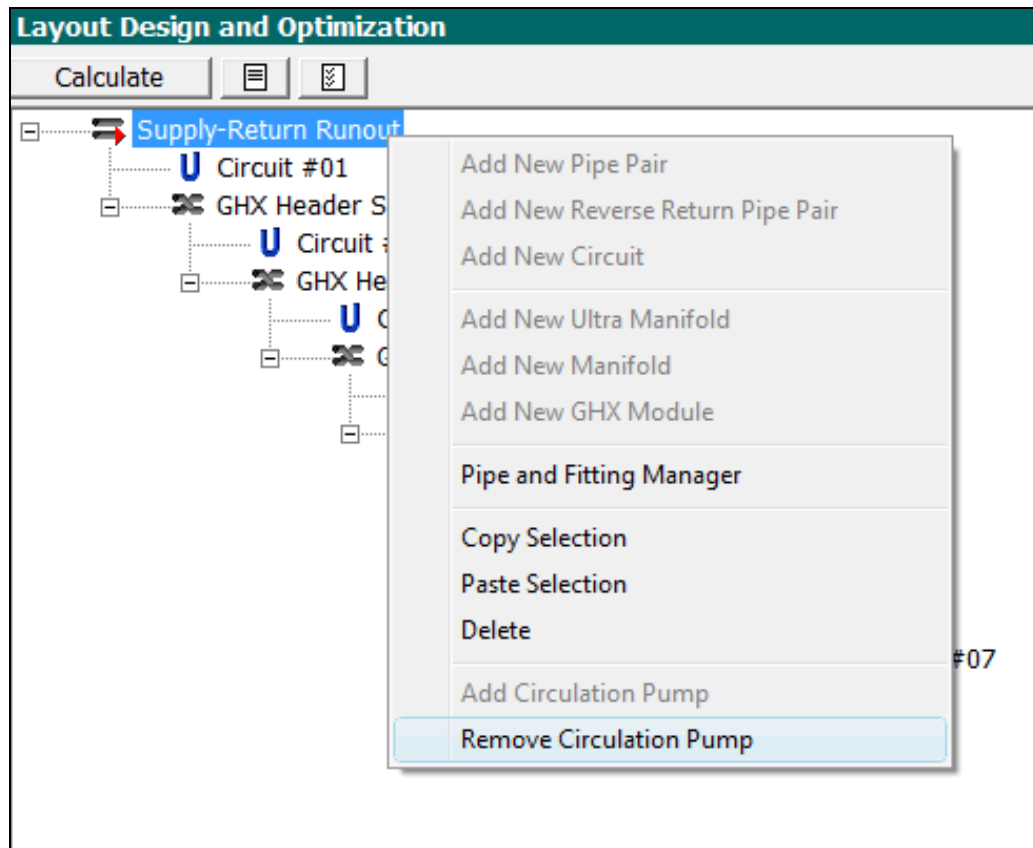 Layout Design and Optimization
Calculate
Supply-Return Runout
Circuit #01
GHX Header S
Circuit
GHX He
Add New Pipe Pair
Add New Reverse Return Pipe Pair
Add New Circuit
Add New Ultra Manifold
Add New Manifold
Add New GHX Module
Pipe and Fitting Manager
Copy Selection
Paste Selection
Delete
#07
Add Circulation Pump
Remove Circulation Pump